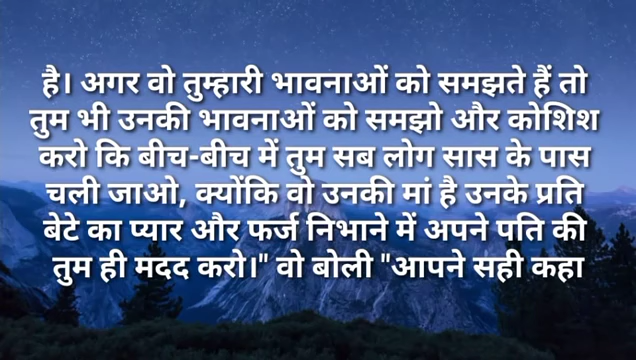 है। अगर वो तुम्हारी भावनाओं को समझते हैं तो
तुम भी उनकी भावनाओं को समझो और कोशिश
करो कि बीच-बीच में तुम सब लोग सास के पास
चली जाओ, क्योंकि वो उनकी मां है उनके प्रति
बेटे का प्यार और फर्ज निभाने में अपने पति की
तुम ही मदद करो।" वो बोली "आपने सही कहा